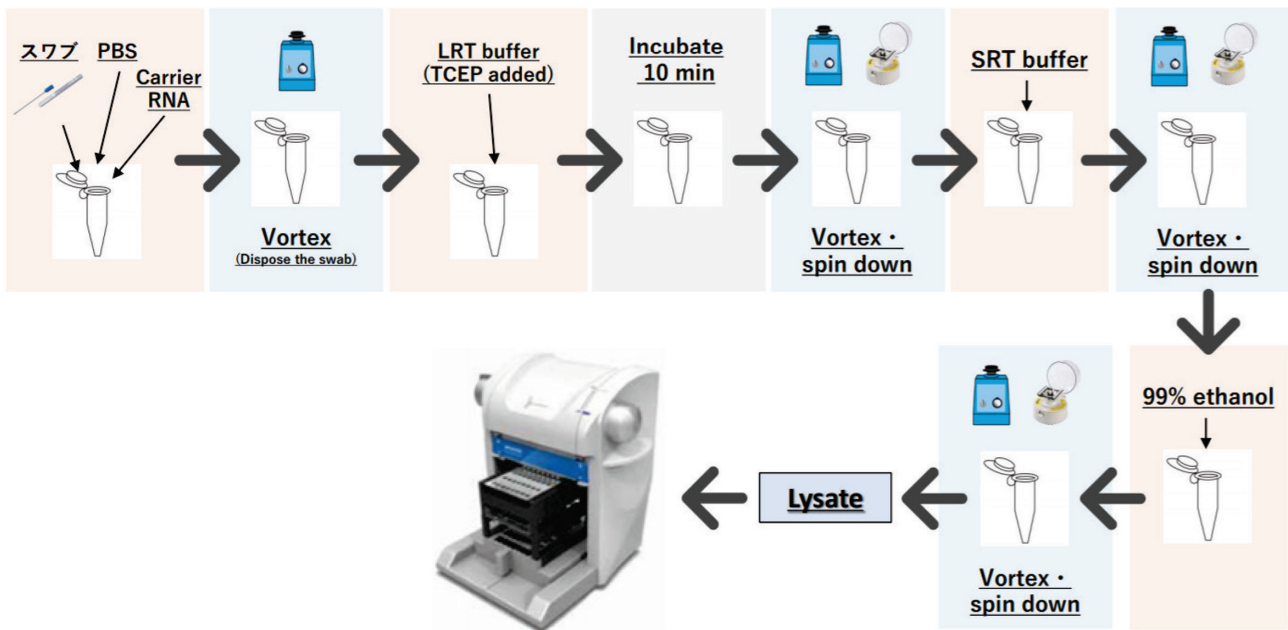 スワブ
PBS
Carrier
RNA
Vortex
(Dispose the swab)
LRT buffer
(TCEP added)
Incubate
10 min
Vortex・
spin down
SRT buffer
Vortex・
spin down
99% ethanol
Vortex・
spin down
Lysate